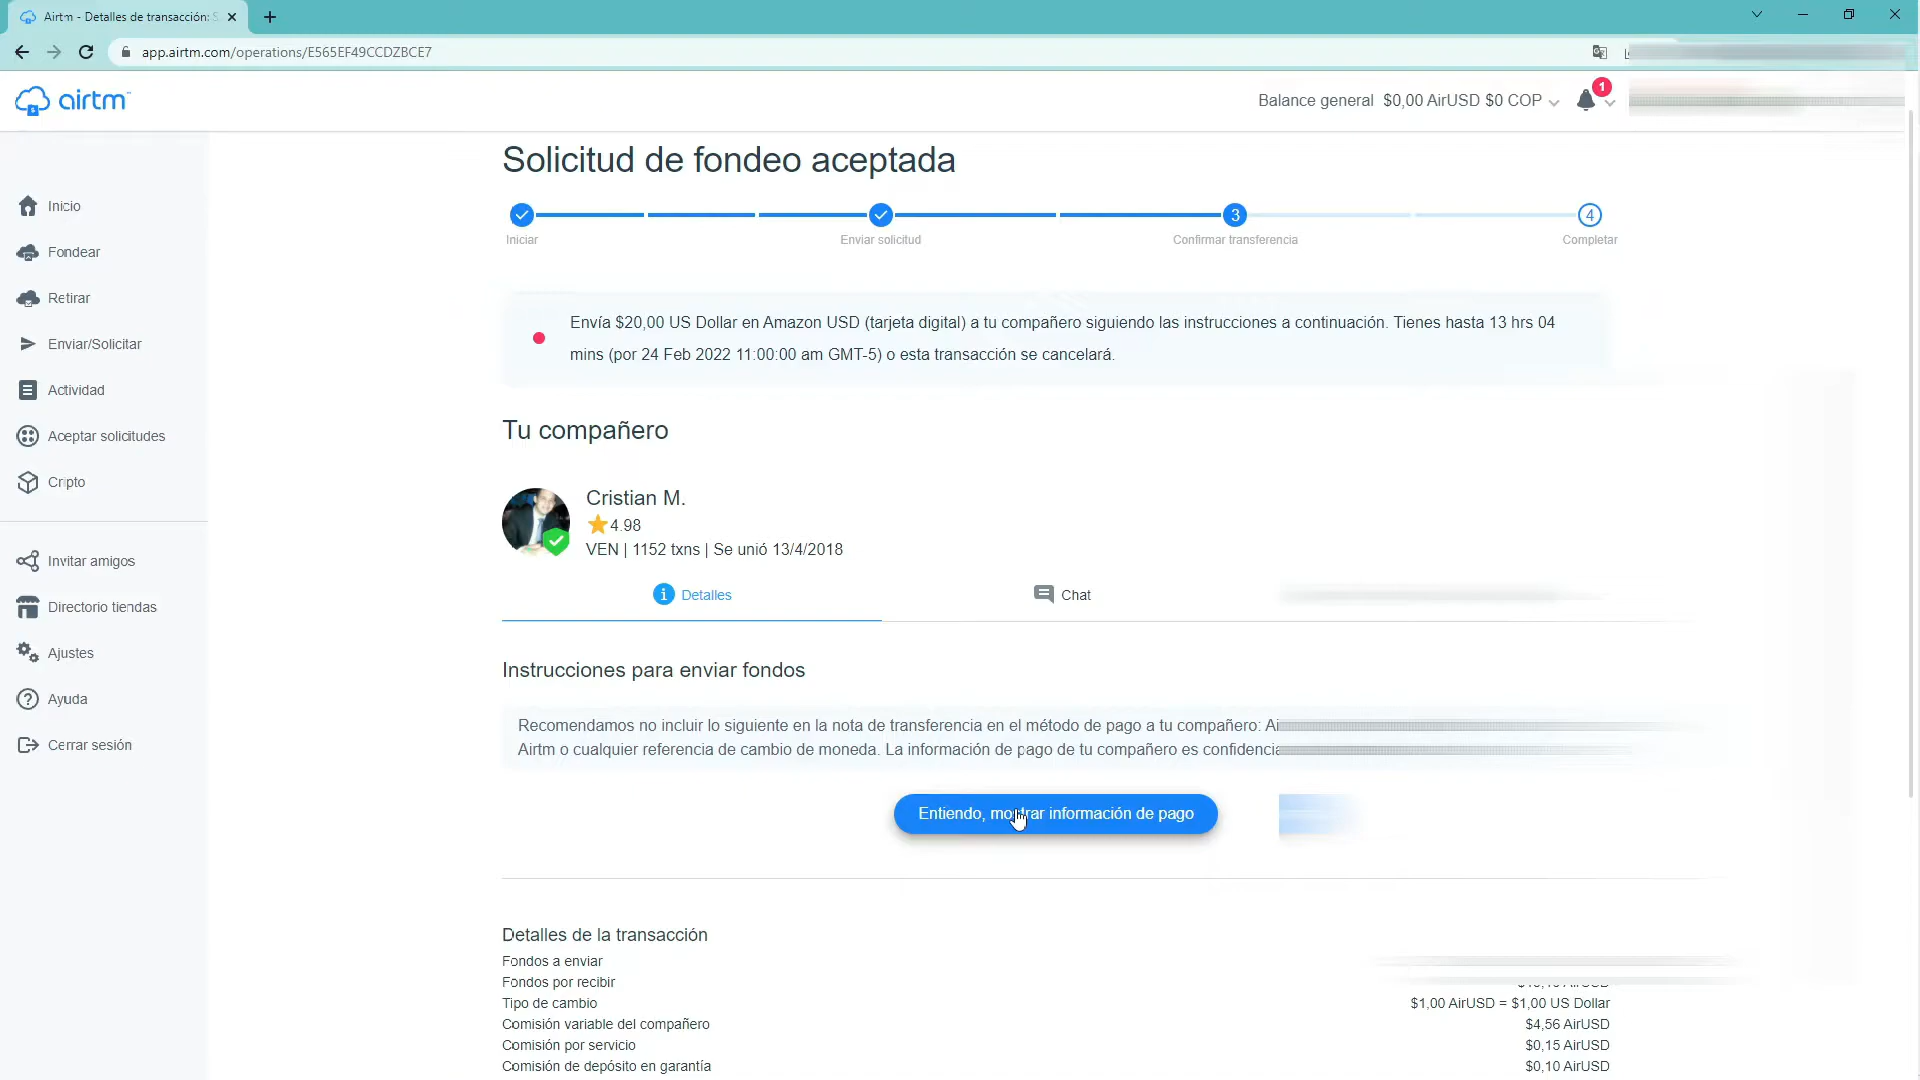 Airtm - Detalles de transacción:
app.airtm.com/operations/E565EF49CCDZBCE7
airtm
Balance general $0,00 AirUSD $0 COP
1
Inicio
Fondear
Retirar
Enviar/Solicitar
Actividad
Aceptar solicitudes
Cripto
Invitar amigos
Directorio tiendas
Ajustes
Ayuda
Cerrar sesión
Solicitud de fondeo aceptada
3
4
Iniciar
Enviar solicitud
Confirmar transferencia
Completar
Envía $20,00 US Dollar en Amazon USD (tarjeta digital) a tu compañero siguiendo las instrucciones a continuación. Tienes hasta 13 hrs 04
mins (por 24 Feb 2022 11:00:00 am GMT-5) o esta transacción se cancelará.
Tu compañero
Cristian M.
4.98
VEN | 1152 txns | Se unió 13/4/2018
Detalles
Chat
Instrucciones para enviar fondos
Recomendamos no incluir lo siguiente en la nota de transferencia en el método de pago a tu compañero:
Airtm o cualquier referencia de cambio de moneda. La información de pago de tu compañero es
Entiendo, mostrar información de pago
Detalles de la transacción
Fondos a enviar
Fondos por recibir
Tipo de cambio $1,00 AirUSD = $1,00 US Dollar
Comisión variable del compañero $4,56 AirUSD
Comisión por servicio $0,15 AirUSD
Comisión de depósito en garantía $0,10 AirUSD